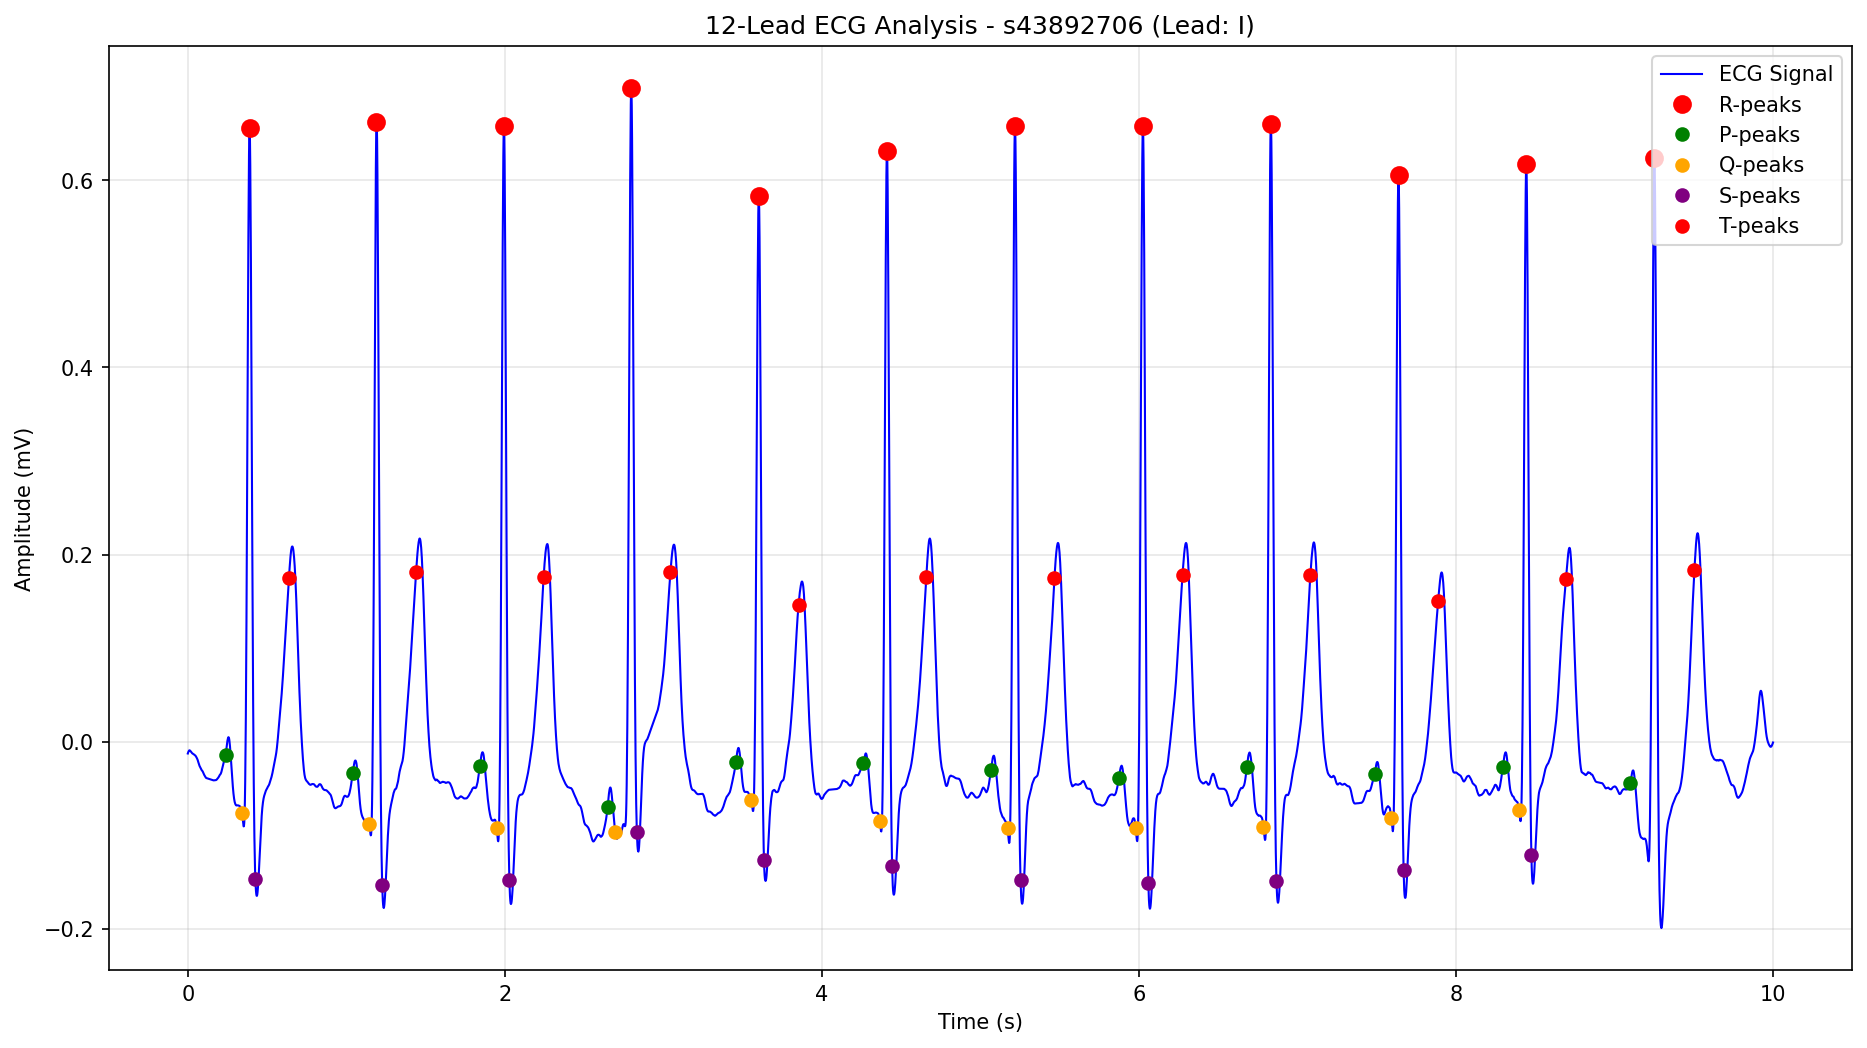 12-Lead ECG Analysis - s43892706 (Lead: I)
ECG Signal
R-peaks
P-peaks
Q-peaks
S-peaks
T-peaks
Amplitude (mV)
0.6
0.4
0.2
0.0
−0.2
0 2 4 6 8 10
Time (s)